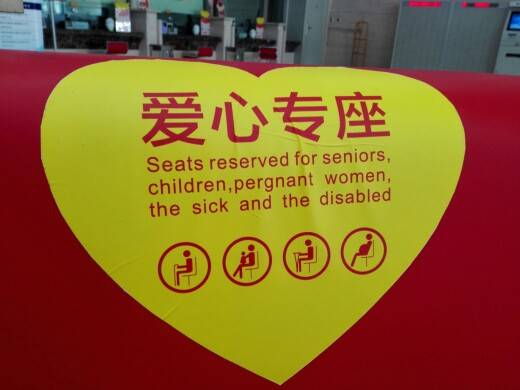 爱心专座
Seats reserved for seniors,
children,pergnant women,
the sick and the disabled